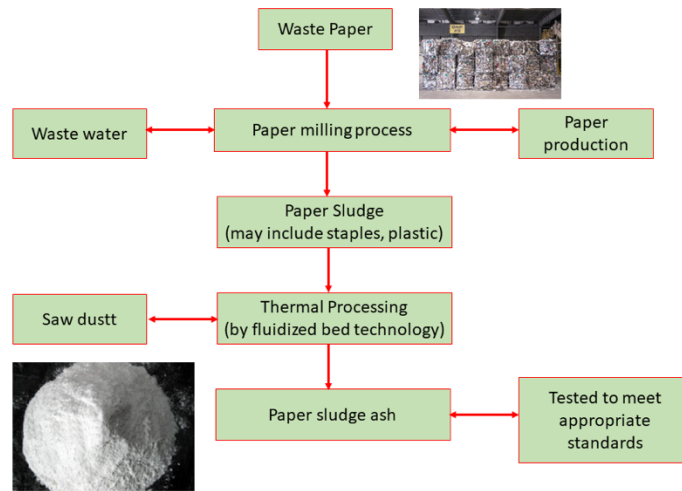 Waste Paper
Waste water
Paper milling process
Paper
production
Paper Sludge
(may include staples, plastic)
Saw dustt
Thermal Processing
(by fluidized bed technology)
Paper sludge ash
Tested to meet
appropriate
standards